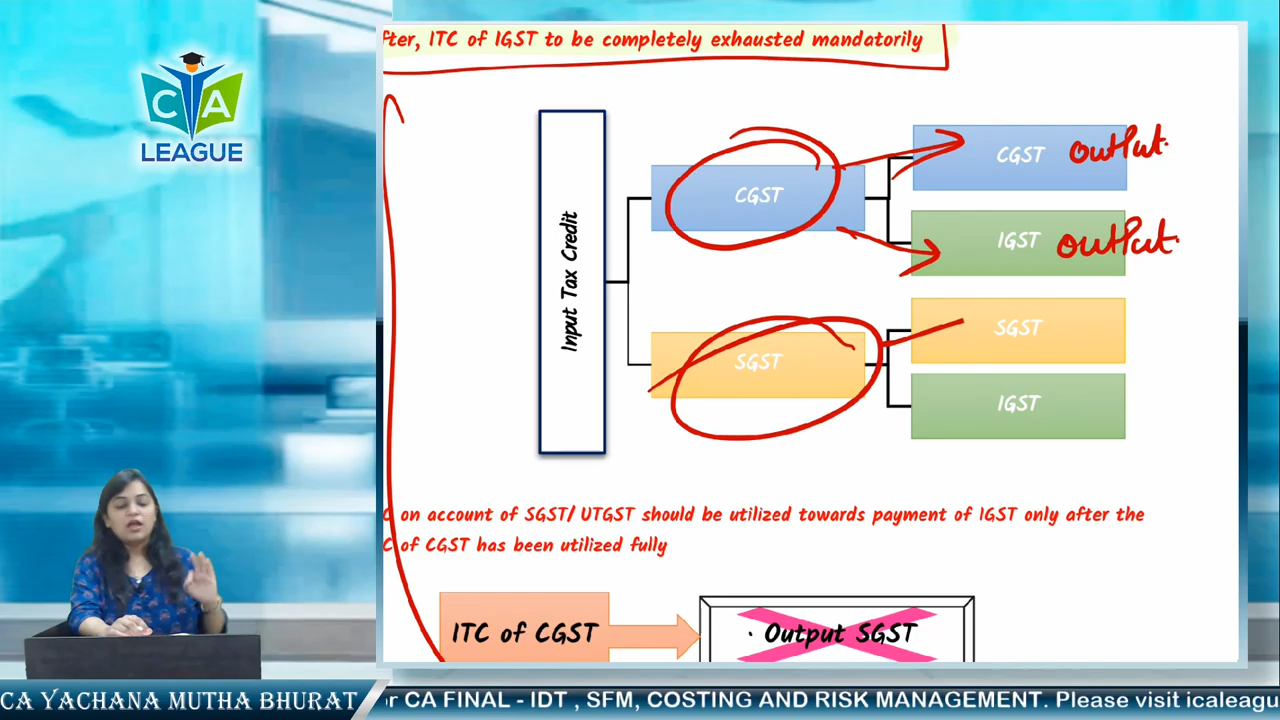 fter, ITC of IGST to be completely exhausted mandatorily
C A
LEAGUE
Input Tax Credit
CGST
CGST output
IGST output
SGST
SGST
IGST
C on account of SGST/ UTGST should be utilized towards payment of IGST only after the
C of CGST has been utilized fully
ITC of CGST
· Output SGST
CA YACHANA MUTHA BHURAT
or CA FINAL - IDT , SFM, COSTING AND RISK MANAGEMENT. Please visit icaleagu